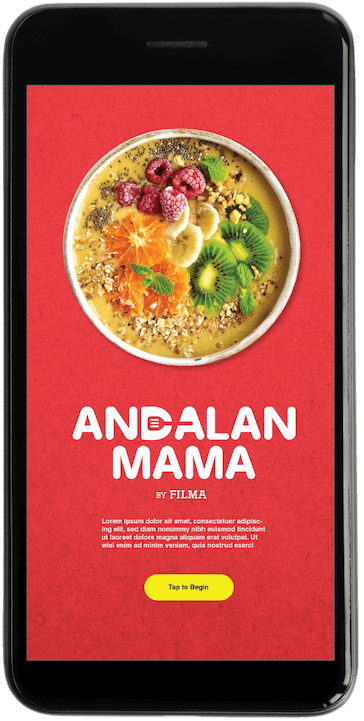 ANDALAN
MAMA
BY FILMA
Lorem ipsum dolor sit amet, consectetuer adipisc-
ing elit, sed diam nonummy nibh euismod
tincidunt ut laoreet dolore magna aliquam erat volutpat. Ut
wisi enim ad minim veniam, quis nostrud exerci
Tap to Begin